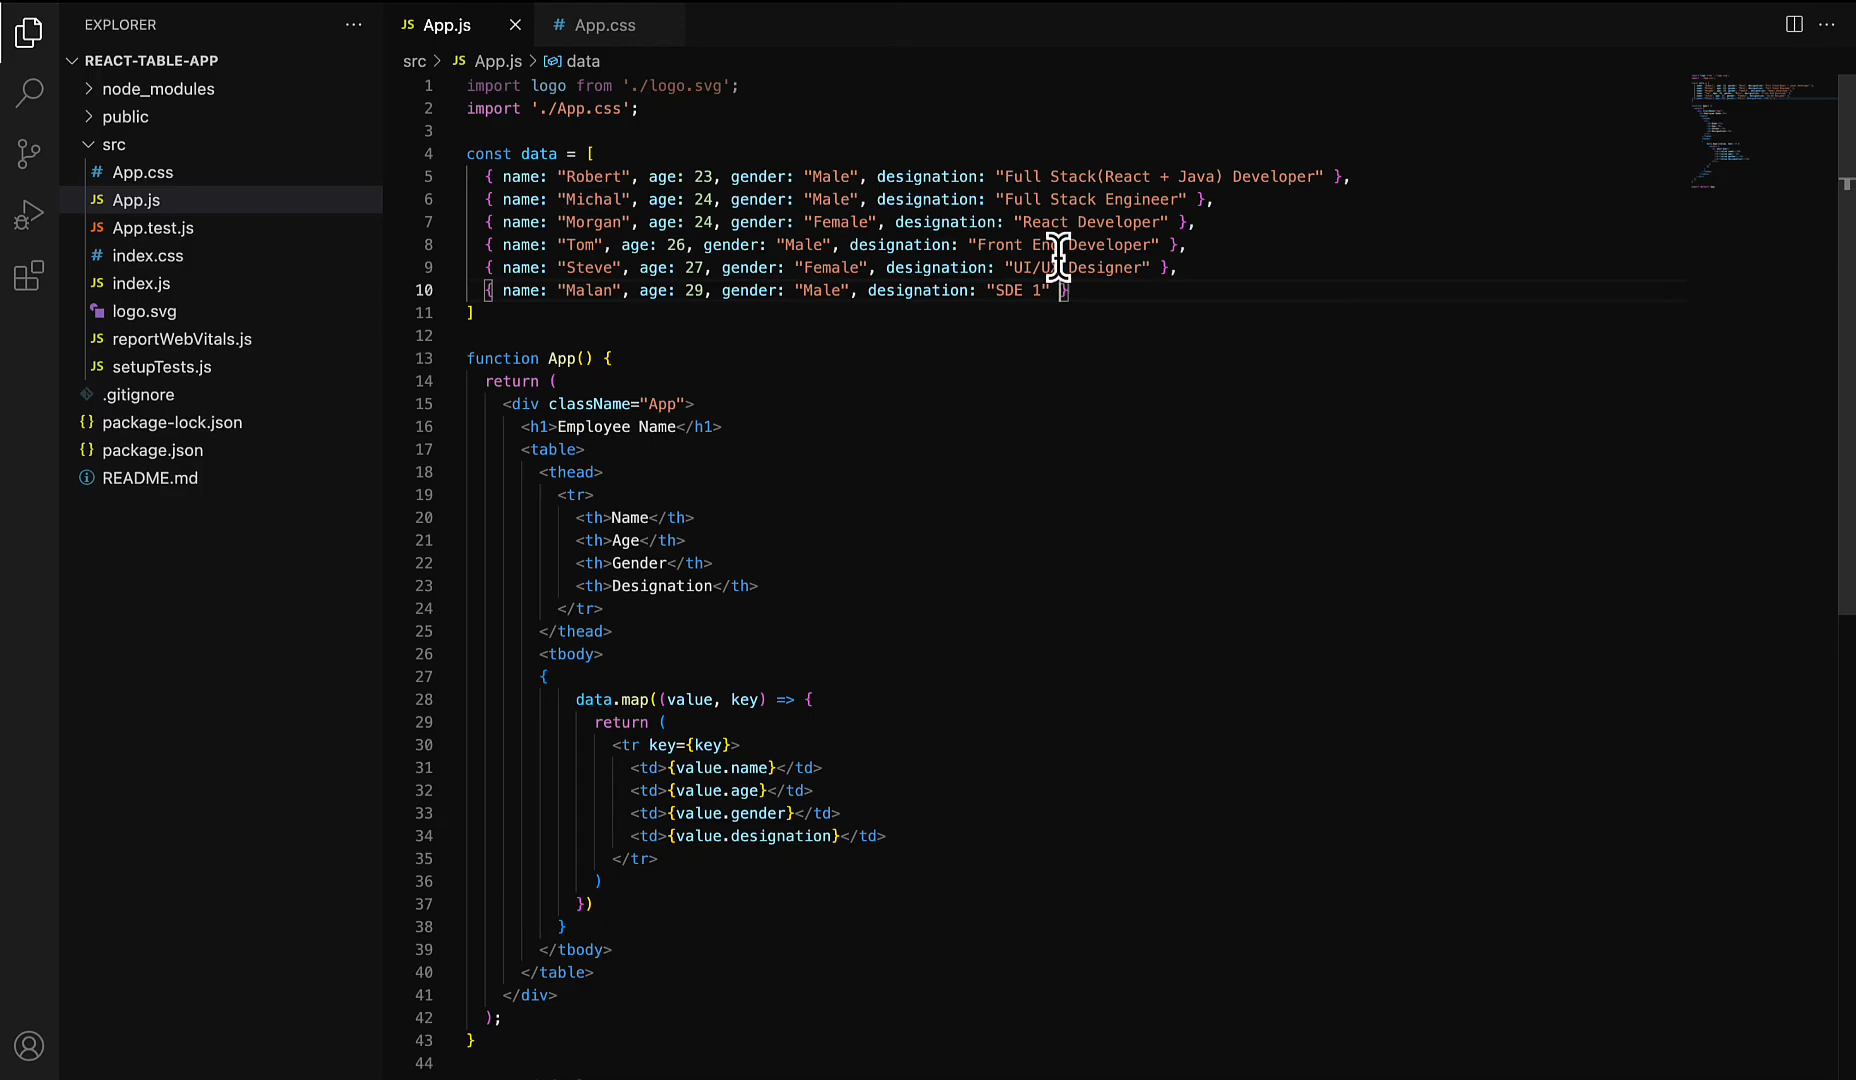 EXPLORER
App.js
# App.css
REACT-TABLE-APP
src > JS App.js > data
node_modules
public
src
# App.css
JS App.js
JS App.test.js
# index.css
JS index.js
logo.svg
JS reportWebVitals.js
JS setupTests.js
.gitignore
{} package-lock.json
{} package.json
README.md
1 import logo from './logo.svg';
2 import './App.css';
3
4 const data = [
5 { name: "Robert", age: 23, gender: "Male", designation: "Full Stack(React + Java) Developer" },
6 { name: "Michal", age: 24, gender: "Male", designation: "Full Stack Engineer" },
7 { name: "Morgan", age: 24, gender: "Female", designation: "React Developer" },
8 { name: "Tom", age: 26, gender: "Male", designation: "Front End Developer" },
9 { name: "Steve", age: 27, gender: "Female", designation: "UI/UX Designer" },
10 { name: "Malan", age: 29, gender: "Male", designation: "SDE 1" }
11 ]
12
13 function App() {
14 return (
15 <div className="App">
16 <h1>Employee Name</h1>
17 <table>
18 <thead>
19 <tr>
20 <th>Name</th>
21 <th>Age</th>
22 <th>Gender</th>
23 <th>Designation</th>
24 </tr>
25 </thead>
26 <tbody>
27 {
28 data.map((value, key) => {
29 return (
30 <tr key={key}>
31 <td>{value.name}</td>
32 <td>{value.age}</td>
33 <td>{value.gender}</td>
34 <td>{value.designation}</td>
35 </tr>
36 )
37 })
38 }
39 </tbody>
40 </table>
41 </div>
42 );
43 }
44